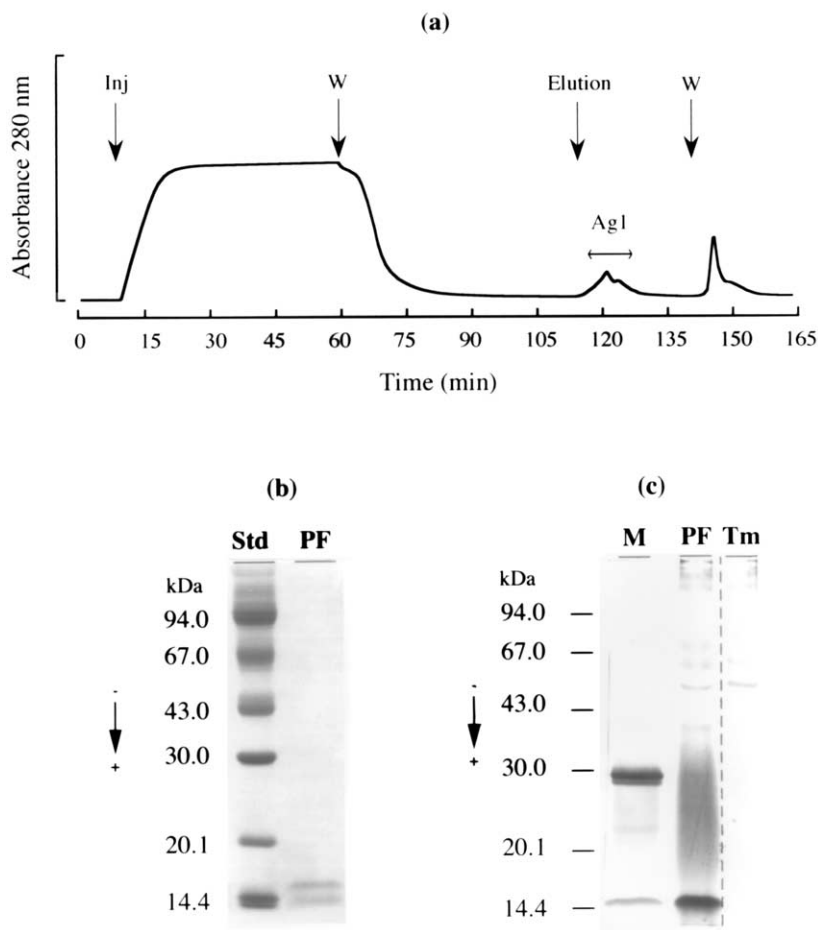 (a)
Absorbance 280 nm
Inj
W
Elution
W
Ag1
0 15 30 45 60 75 90 105 120 135 150 165
Time (min)
(b)
Std PF
kDa
94.0
67.0
43.0
30.0
20.1
14.4
-
+
(c)
M PF Tm
kDa
94.0
67.0
43.0
30.0
20.1
14.4
-
+